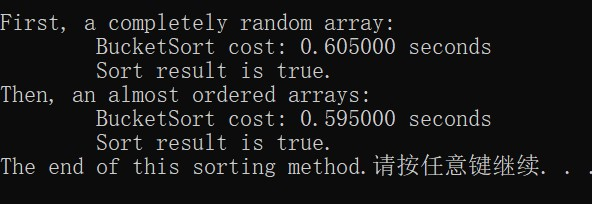 First, a completely random array:
BucketSort cost: 0.605000 seconds
Sort result is true.
Then, an almost ordered arrays:
BucketSort cost: 0.595000 seconds
Sort result is true.
The end of this sorting method.请按任意键继续. . .